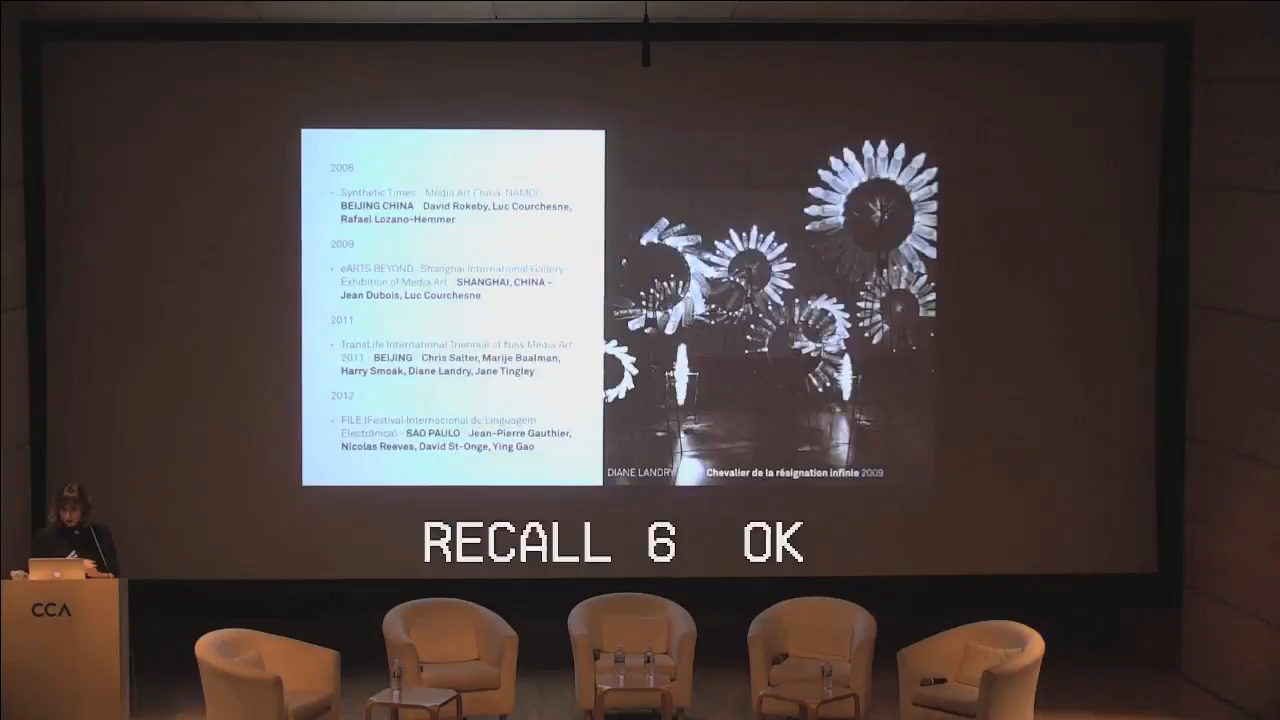 2008
• Synthetic Times Media Art China, NAMOC
BEIJING CHINA David Rokeby, Luc Courchesne,
Rafael Lozano-Hemmer
2009
• eARTS BEYOND: Shanghai International Gallery
Exhibition of Media Art SHANGHAI, CHINA -
Jean Dubois, Luc Courchesne
2011
• TransLife International Triennial of New Media Art
2011 - BEIJING Chris Salter, Marije Baalman,
Harry Smoak, Diane Landry, Jane Tingley
2012
• FILE (Festival Internacional de Linguagem
Electrônica) - SAO PAULO Jean-Pierre Gauthier,
Nicolas Reeves, David St-Onge, Ying Gao
DIANE LANDRY Chevalier de la résignation infinie 2009
RECALL 6 OK
CCA